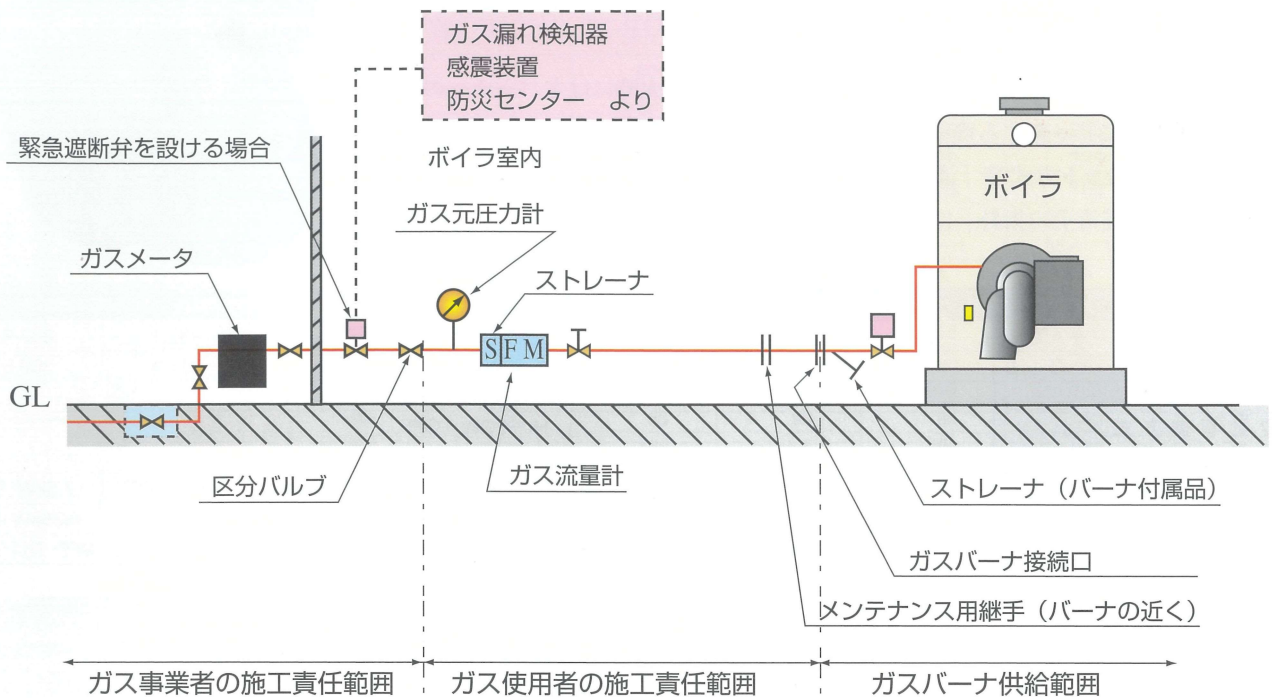 ガス漏れ検知器
感震装置
防災センター より
緊急遮断弁を設ける場合
ボイラ室内
ボイラ
ガス元圧力計
ガスメータ
ストレーナ
S F M
GL
区分バルブ
ガス流量計
ストレーナ（バーナ付属品）
ガスバーナ接続口
メンテナンス用継手（バーナの近く）
ガス事業者の施工責任範囲
ガス使用者の施工責任範囲
ガスバーナ供給範囲